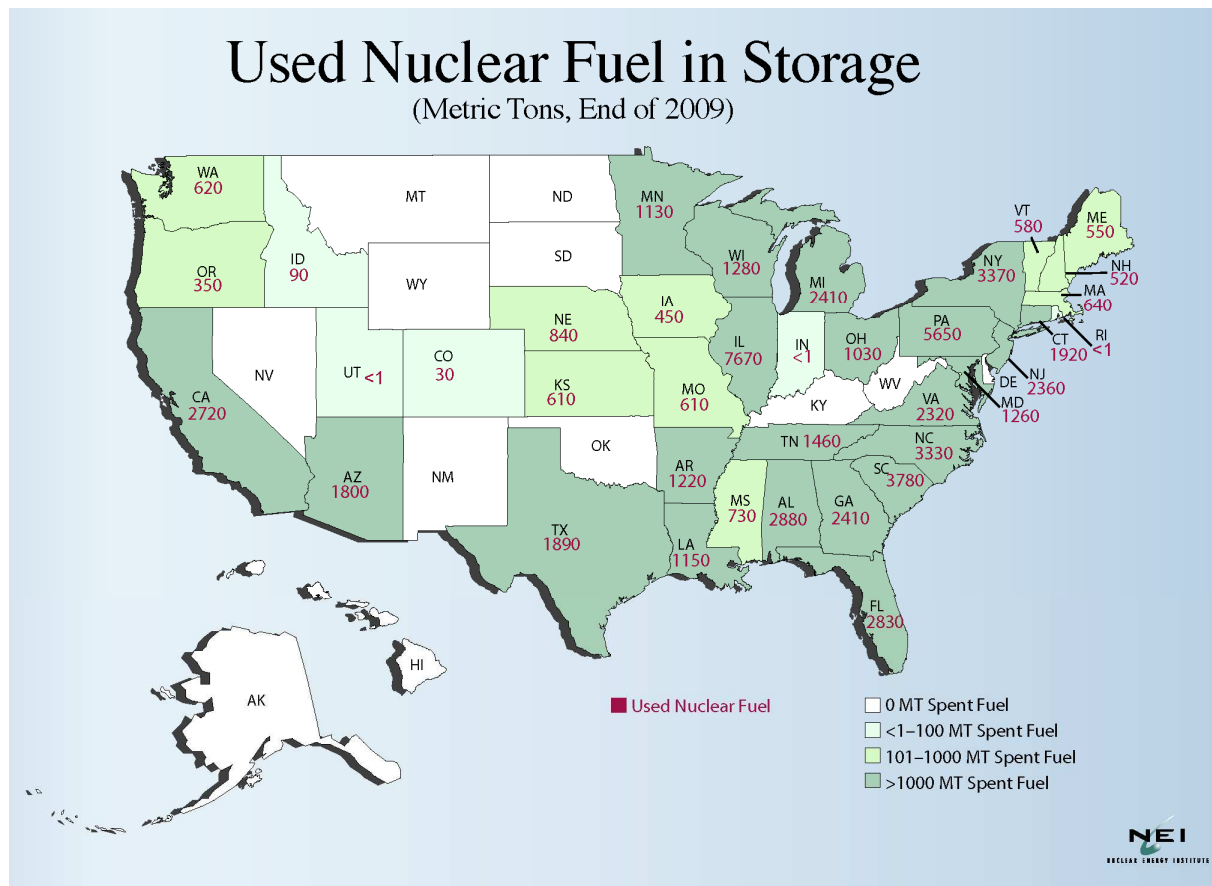 Used Nuclear Fuel in Storage
(Metric Tons, End of 2009)
WA
620
MT
ND
MN
1130
VT
580
ME
550
ID
90
OR
350
SD
WI
1280
MI
2410
NY
3370
NH
520
MA
640
WY
IA
450
NE
840
PA
5650
RI
<1
CT
1920
IL
7670
IN
<1
OH
1030
NJ
2360
NV
UT <1
CO
30
DE
MD
1260
CA
2720
KS
610
MO
610
KY
WV
VA
2320
OK
TN 1460
NC
3330
AZ
1800
NM
AR
1220
SC
3780
MS
730
AL
2880
GA
2410
TX
1890
LA
1150
FL
2830
HI
AK
Used Nuclear Fuel
0 MT Spent Fuel
<1–100 MT Spent Fuel
101–1000 MT Spent Fuel
>1000 MT Spent Fuel
NEI
NUCLEAR ENERGY INSTITUTE